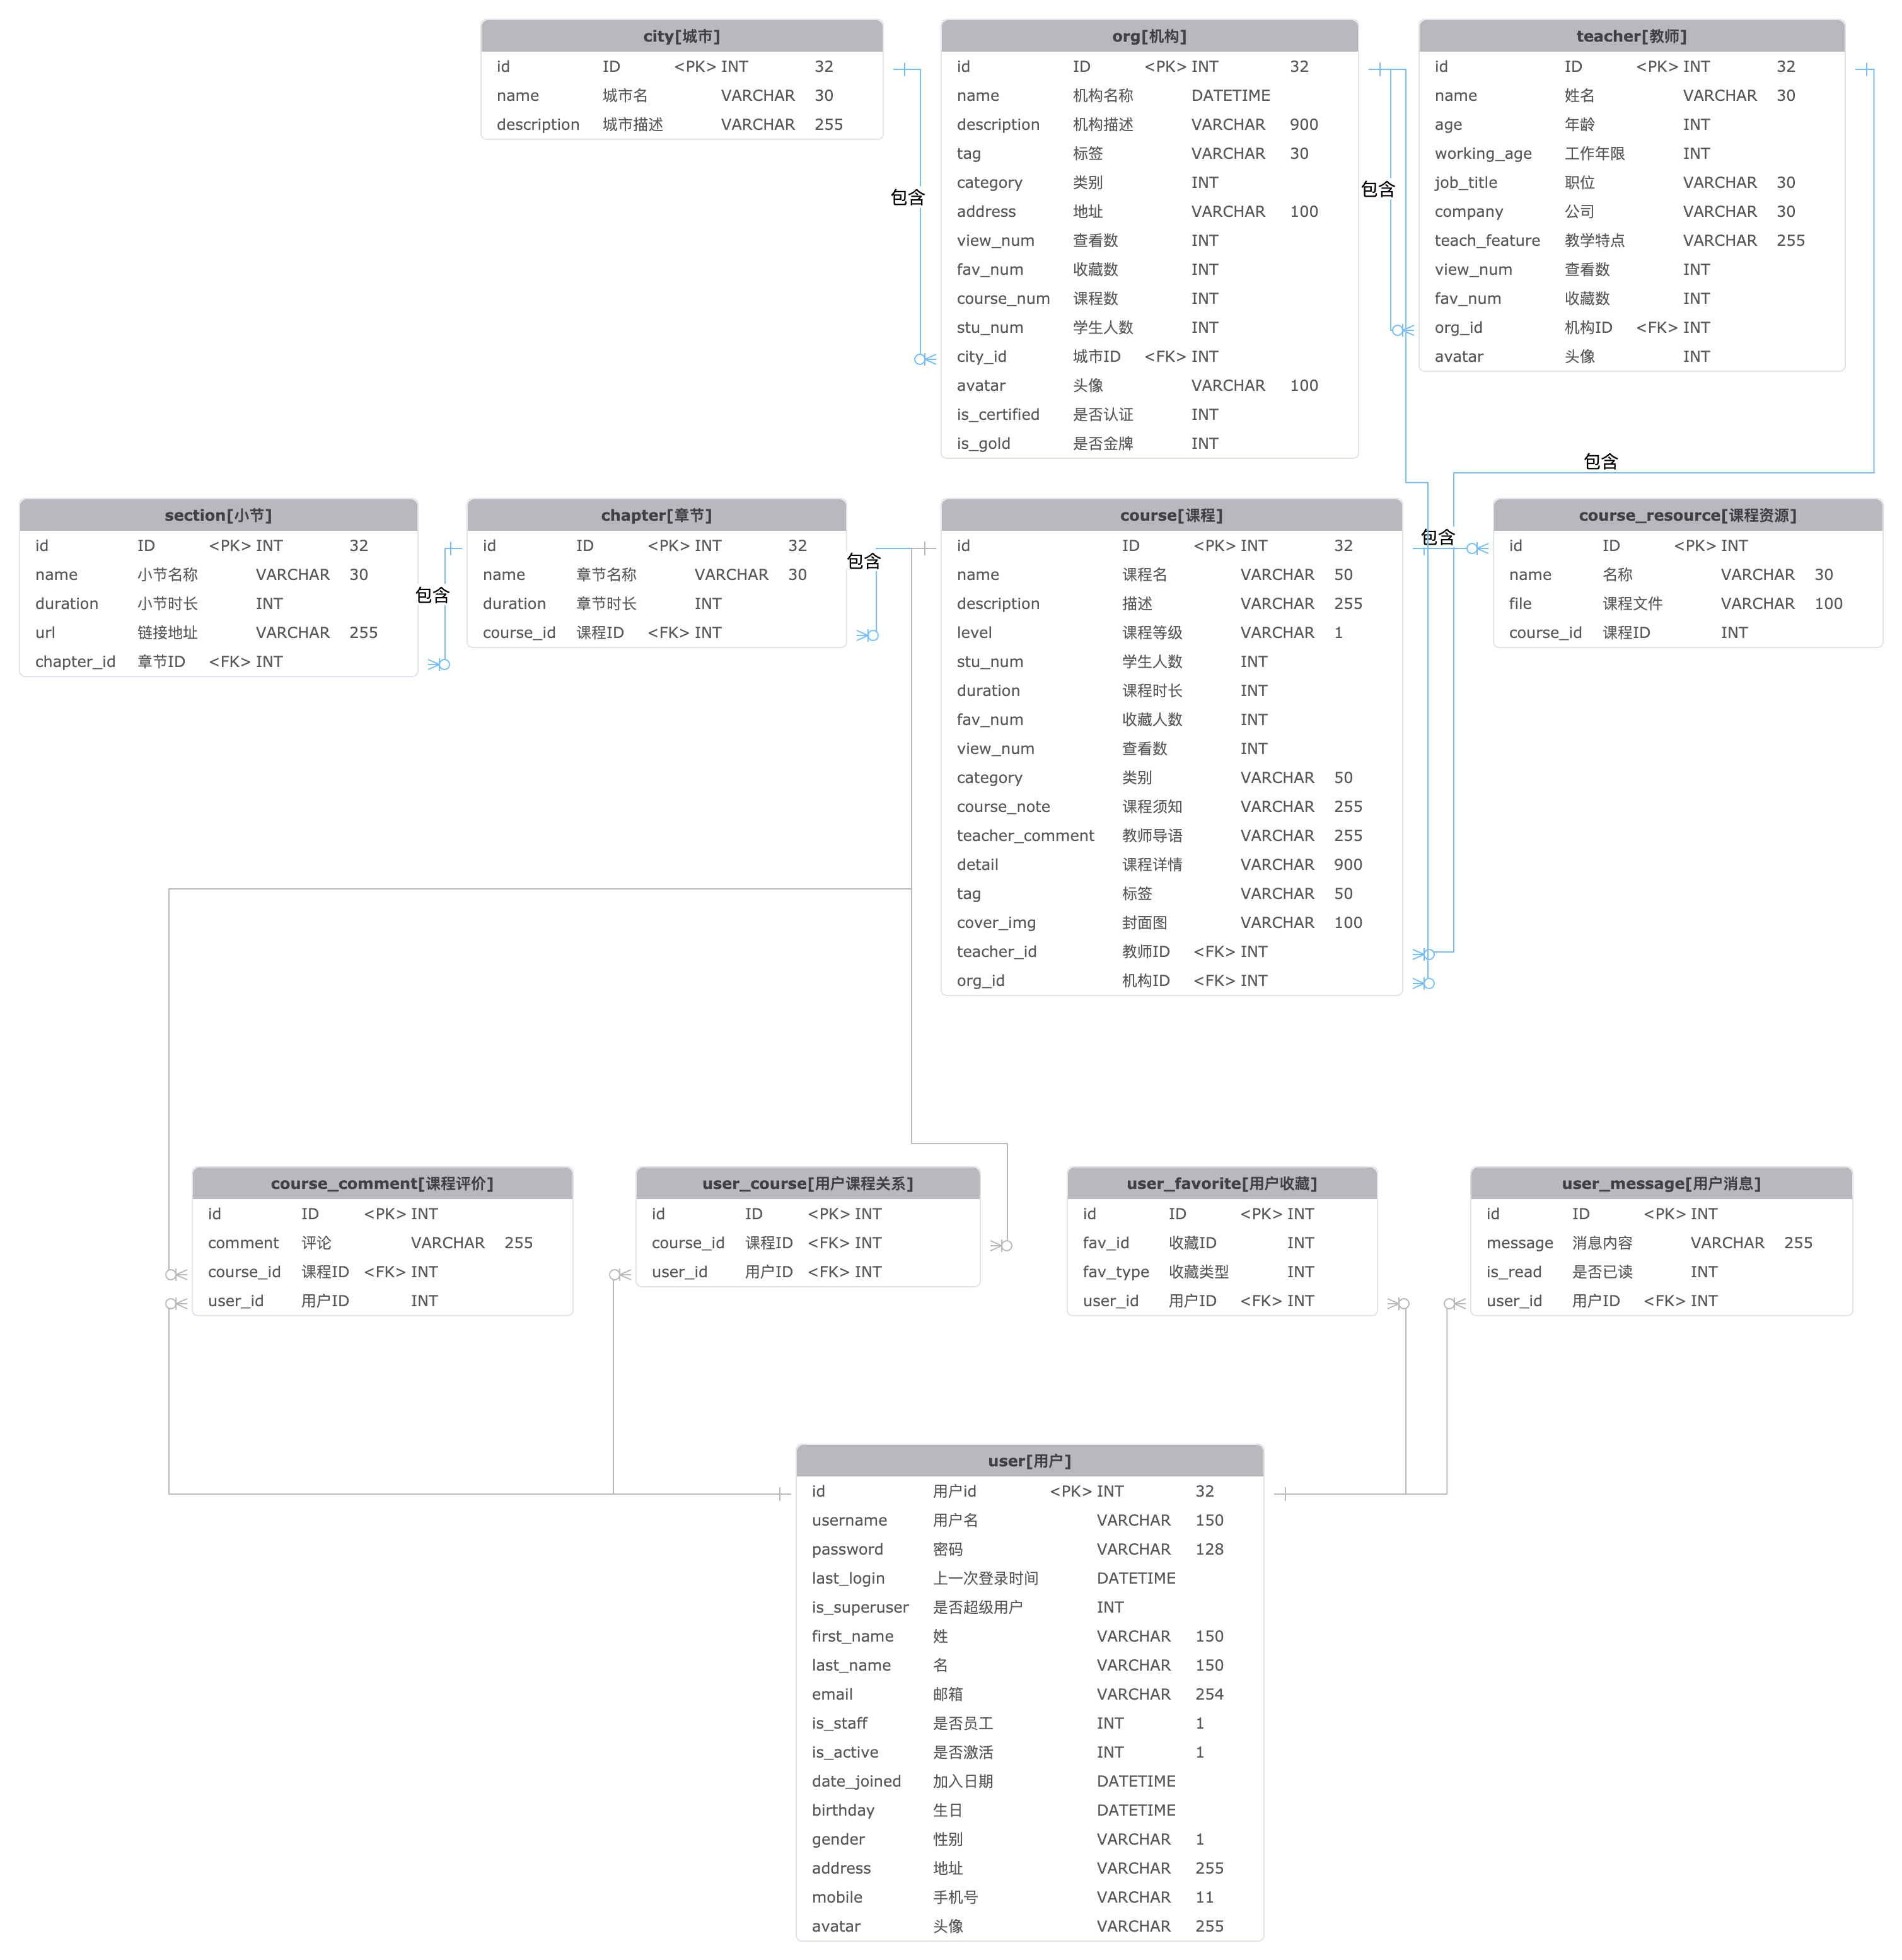 city[城市]
id ID <PK> INT 32
name 城市名 VARCHAR 30
description 城市描述 VARCHAR 255
org[机构]
id ID <PK> INT 32
name 机构名称 DATETIME
description 机构描述 VARCHAR 900
tag 标签 VARCHAR 30
category 类别 INT
address 地址 VARCHAR 100
view_num 查看数 INT
fav_num 收藏数 INT
course_num 课程数 INT
stu_num 学生人数 INT
city_id 城市ID <FK> INT
avatar 头像 VARCHAR 100
is_certified 是否认证 INT
is_gold 是否金牌 INT
teacher[教师]
id ID <PK> INT 32
name 姓名 VARCHAR 30
age 年龄 INT
working_age 工作年限 INT
job_title 职位 VARCHAR 30
company 公司 VARCHAR 30
teach_feature 教学特点 VARCHAR 255
view_num 查看数 INT
fav_num 收藏数 INT
org_id 机构ID <FK> INT
avatar 头像 INT
包含
包含
包含
section[小节]
id ID <PK> INT 32
name 小节名称 VARCHAR 30
duration 小节时长 INT
url 链接地址 VARCHAR 255
chapter_id 章节ID <FK> INT
包含
chapter[章节]
id ID <PK> INT 32
name 章节名称 VARCHAR 30
duration 章节时长 INT
course_id 课程ID <FK> INT
包含
course[课程]
id ID <PK> INT 32
name 课程名 VARCHAR 50
description 描述 VARCHAR 255
level 课程等级 VARCHAR 1
stu_num 学生人数 INT
duration 课程时长 INT
fav_num 收藏人数 INT
view_num 查看数 INT
category 类别 VARCHAR 50
course_note 课程须知 VARCHAR 255
teacher_comment 教师导语 VARCHAR 255
detail 课程详情 VARCHAR 900
tag 标签 VARCHAR 50
cover_img 封面图 VARCHAR 100
teacher_id 教师ID <FK> INT
org_id 机构ID <FK> INT
包含
course_resource[课程资源]
id ID <PK> INT
name 名称 VARCHAR 30
file 课程文件 VARCHAR 100
course_id 课程ID INT
course_comment[课程评价]
id ID <PK> INT
comment 评论 VARCHAR 255
course_id 课程ID <FK> INT
user_id 用户ID INT
user_course[用户课程关系]
id ID <PK> INT
course_id 课程ID <FK> INT
user_id 用户ID <FK> INT
user_favorite[用户收藏]
id ID <PK> INT
fav_id 收藏ID INT
fav_type 收藏类型 INT
user_id 用户ID <FK> INT
user_message[用户消息]
id ID <PK> INT
message 消息内容 VARCHAR 255
is_read 是否已读 INT
user_id 用户ID <FK> INT
user[用户]
id 用户id <PK> INT 32
username 用户名 VARCHAR 150
password 密码 VARCHAR 128
last_login 上一次登录时间 DATETIME
is_superuser 是否超级用户 INT
first_name 姓 VARCHAR 150
last_name 名 VARCHAR 150
email 邮箱 VARCHAR 254
is_staff 是否员工 INT 1
is_active 是否激活 INT 1
date_joined 加入日期 DATETIME
birthday 生日 DATETIME
gender 性别 VARCHAR 1
address 地址 VARCHAR 255
mobile 手机号 VARCHAR 11
avatar 头像 VARCHAR 255